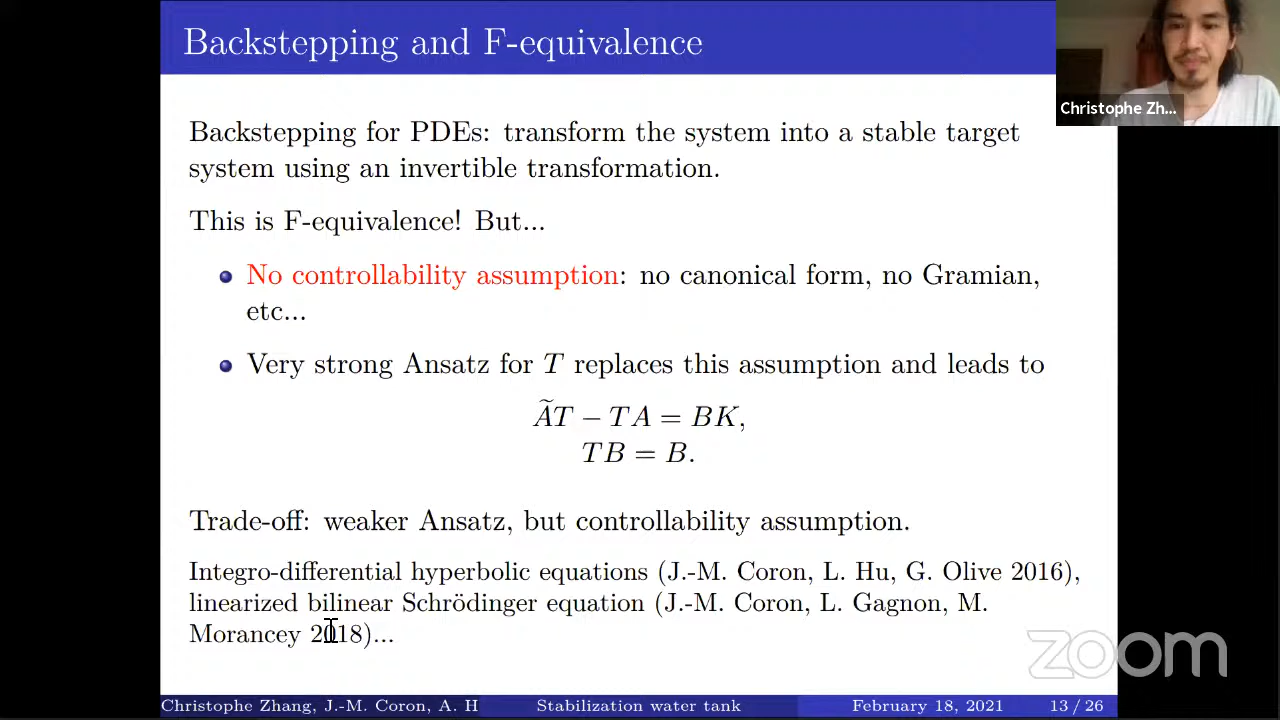 Backstepping and F-equivalence
Christophe Zh...
Backstepping for PDEs: transform the system into a stable target
system using an invertible transformation.
This is F-equivalence! But...
No controllability assumption: no canonical form, no Gramian,
etc...
Very strong Ansatz for T replaces this assumption and leads to
ÃT − TA = BK,
TB = B.
Trade-off: weaker Ansatz, but controllability assumption.
Integro-differential hyperbolic equations (J.-M. Coron, L. Hu, G. Olive 2016),
linearized bilinear Schrödinger equation (J.-M. Coron, L. Gagnon, M.
Morancey 2018)...
zoom
Christophe Zhang, J.-M. Coron, A. H Stabilization water tank February 18, 2021 13 / 26